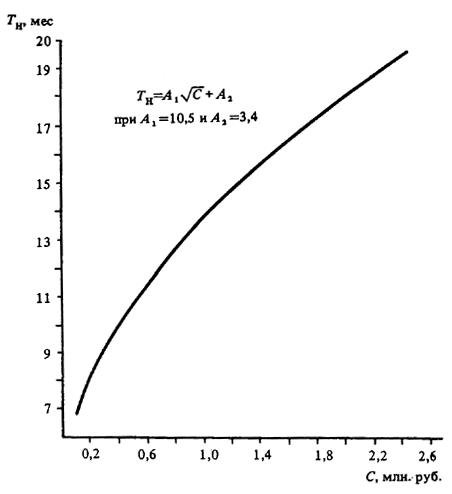 Tн, мес
20
19
17
15
13
11
9
7
Tн=A₁√C + A₂
при A₁=10,5 и A₂=3,4
0,2 0,6 1,0 1,4 1,8 2,2 2,6
C, млн. руб.